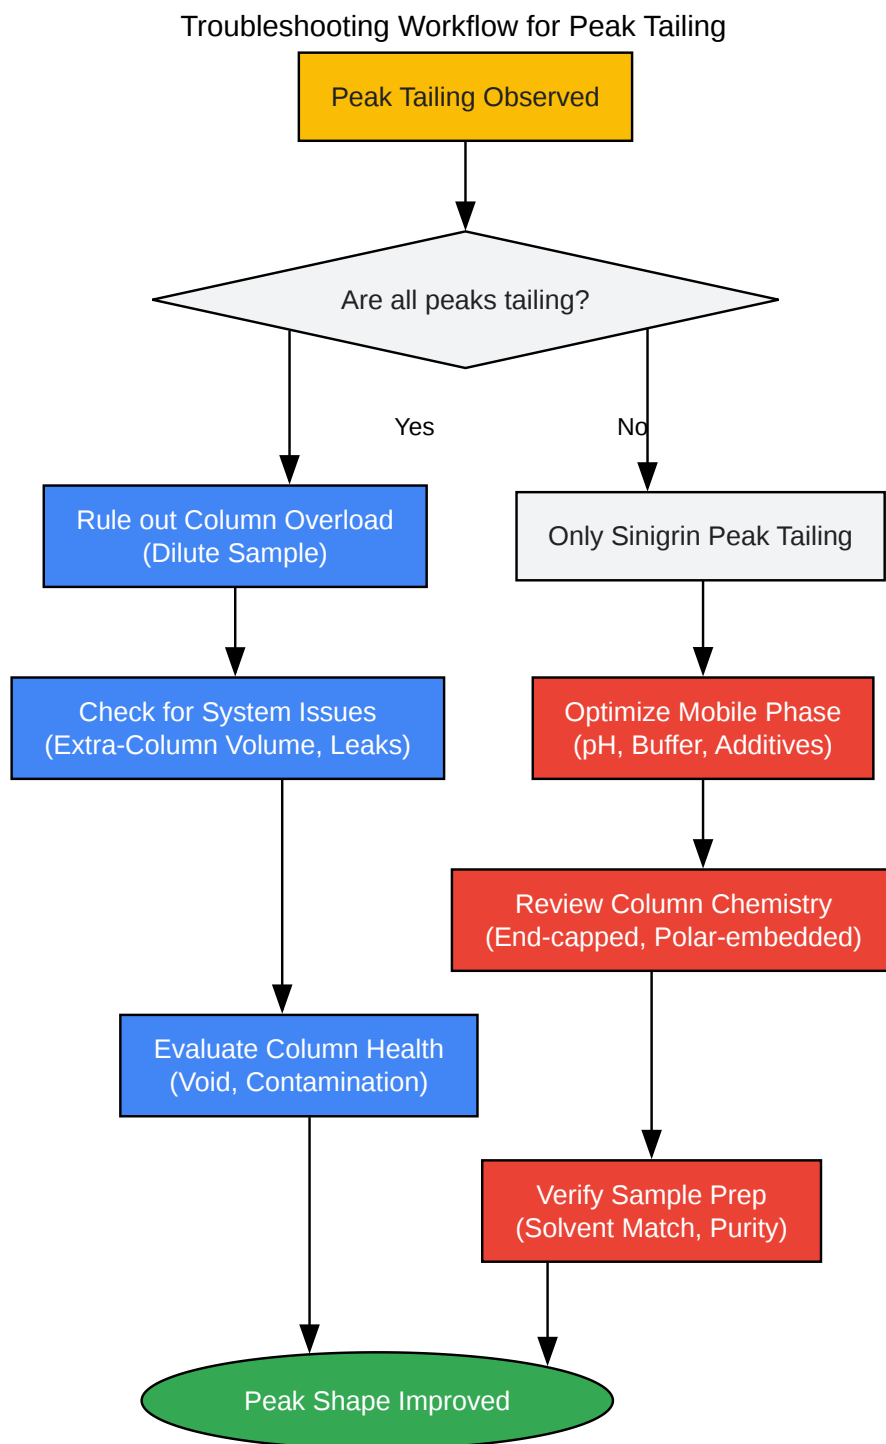 Troubleshooting Workflow for Peak Tailing
Peak Tailing Observed
Are all peaks tailing?
Yes
No
Rule out Column Overload
(Dilute Sample)
Only Sinigrin Peak Tailing
Check for System Issues
(Extra-Column Volume, Leaks)
Optimize Mobile Phase
(pH, Buffer, Additives)
Review Column Chemistry
(End-capped, Polar-embedded)
Evaluate Column Health
(Void, Contamination)
Verify Sample Prep
(Solvent Match, Purity)
Peak Shape Improved